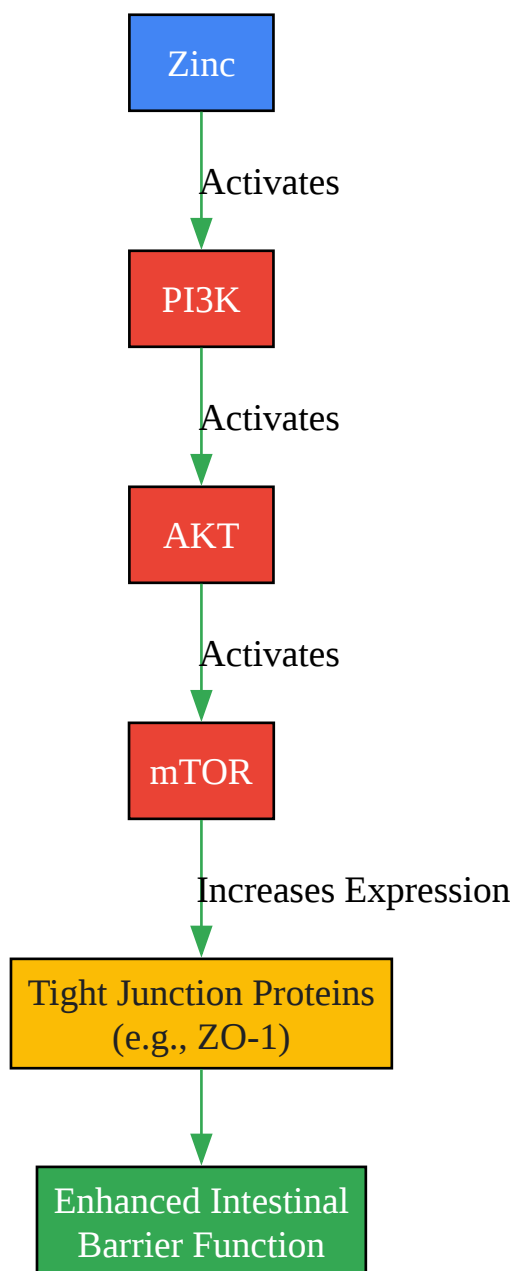 Zinc
Activates
PI3K
Activates
AKT
Activates
mTOR
Increases Expression
Tight Junction Proteins
(e.g., ZO-1)
Enhanced Intestinal
Barrier Function